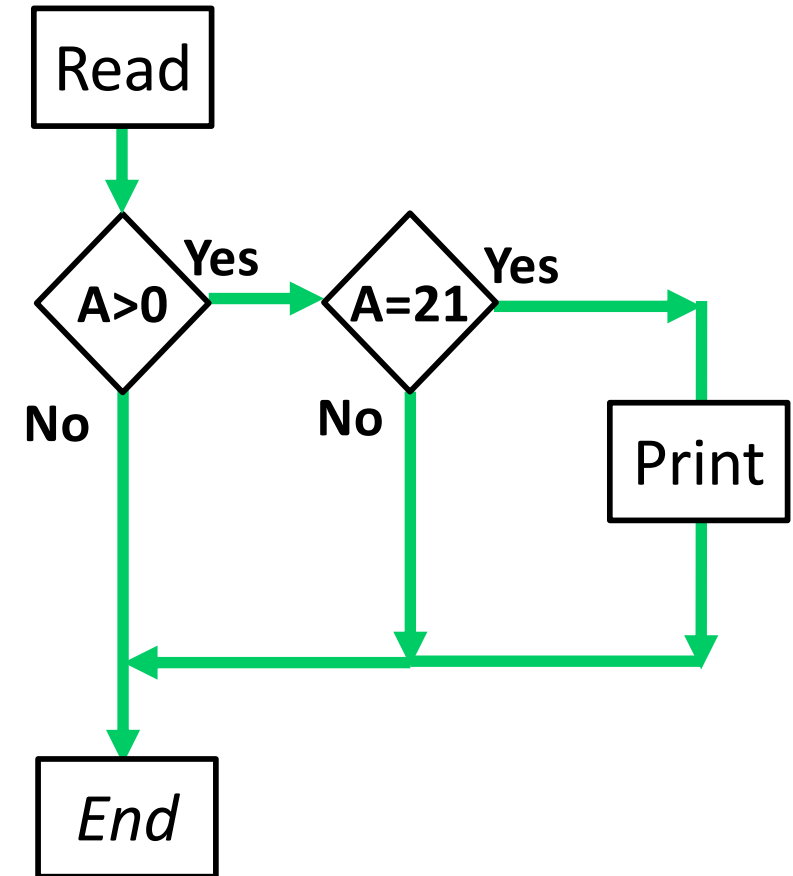 Read
Yes
A>0
Yes
A=21
No
No
Print
End